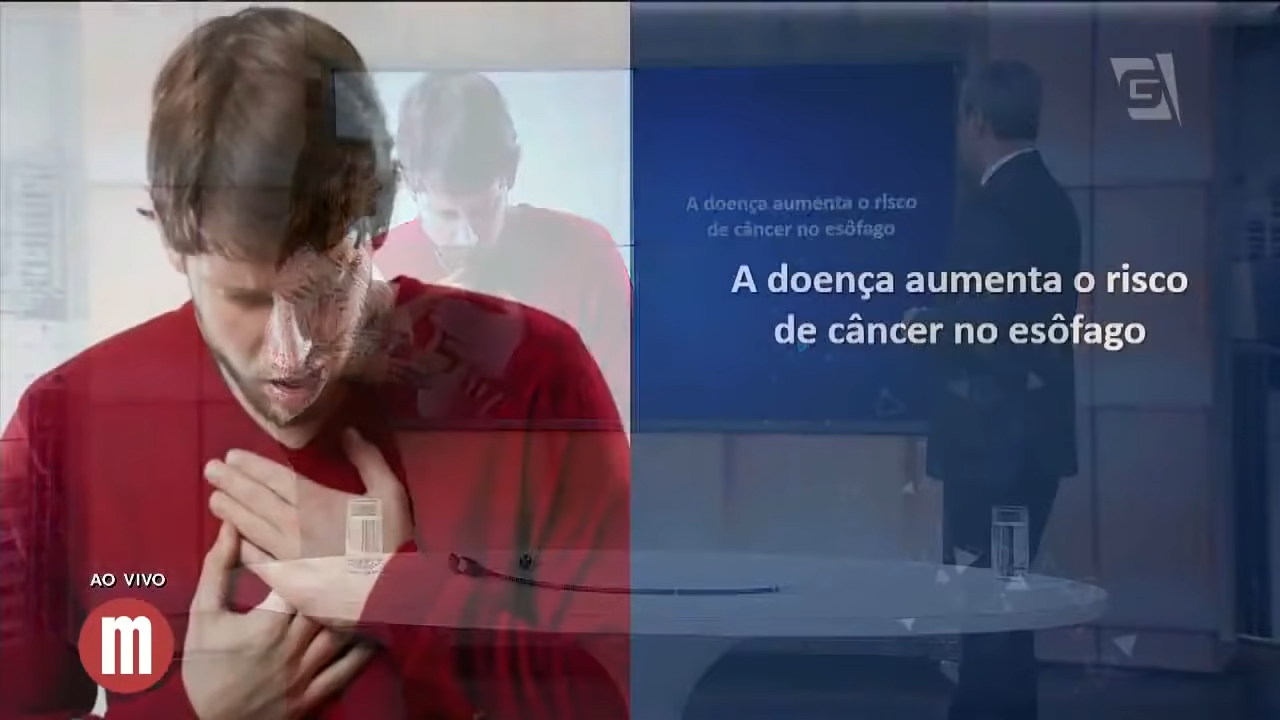 A doença aumenta o risco
de câncer no esôfago
A doença aumenta o risco
de câncer no esôfago
AO VIVO
m